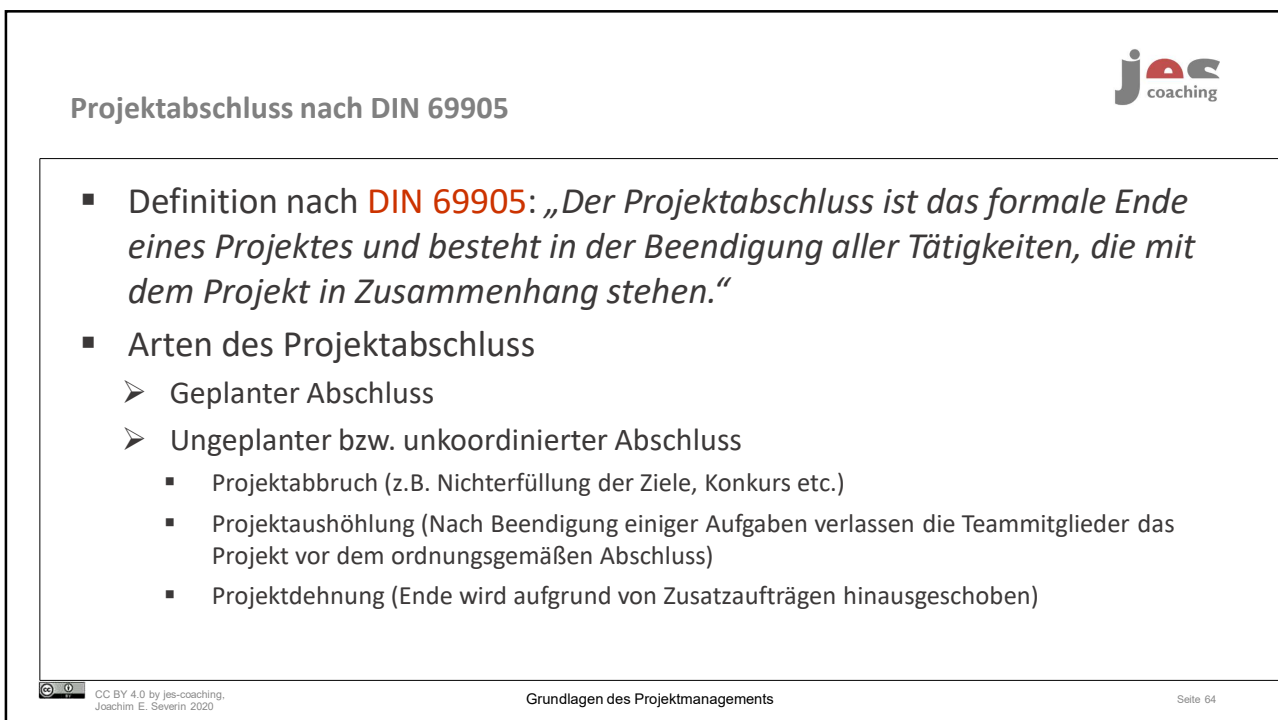 jes
coaching
Projektabschluss nach DIN 69905
▪ Definition nach DIN 69905: „Der Projektabschluss ist das formale Ende
eines Projektes und besteht in der Beendigung aller Tätigkeiten, die mit
dem Projekt in Zusammenhang stehen.“
▪ Arten des Projektabschluss
➢ Geplanter Abschluss
➢ Ungeplanter bzw. unkoordinierter Abschluss
▪ Projektabbruch (z.B. Nichterfüllung der Ziele, Konkurs etc.)
▪ Projektaushöhlung (Nach Beendigung einiger Aufgaben verlassen die Teammitglieder das
Projekt vor dem ordnungsgemäßen Abschluss)
▪ Projektdehnung (Ende wird aufgrund von Zusatzaufträgen hinausgeschoben)
cc BY
CC BY 4.0 by jes-coaching,
Joachim E. Severin 2020
Grundlagen des Projektmanagements
Seite 64